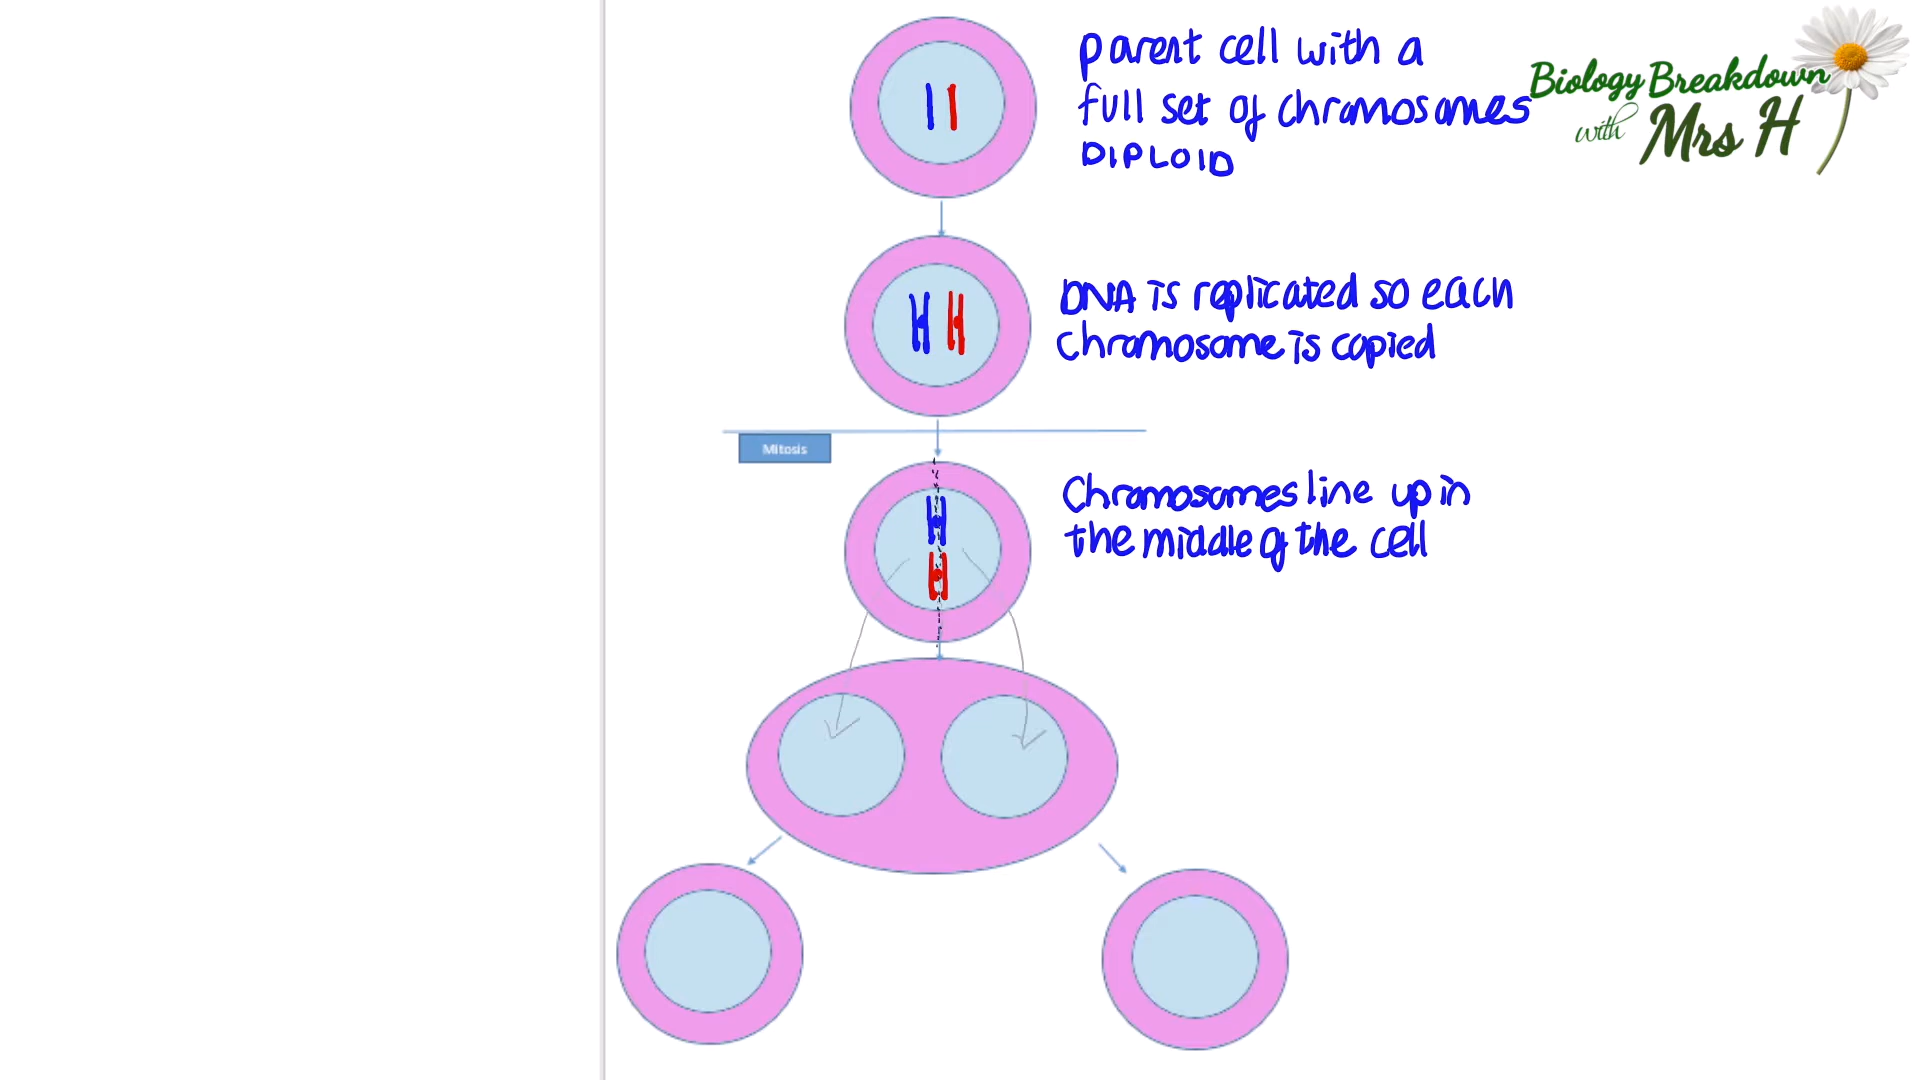 parent cell with a
full set of chromosomes
DIPLOID
Biology Breakdown
with Mrs H
DNA is replicated so each
chromosome is copied
Mitosis
Chromosomes line up in
the middle of the cell